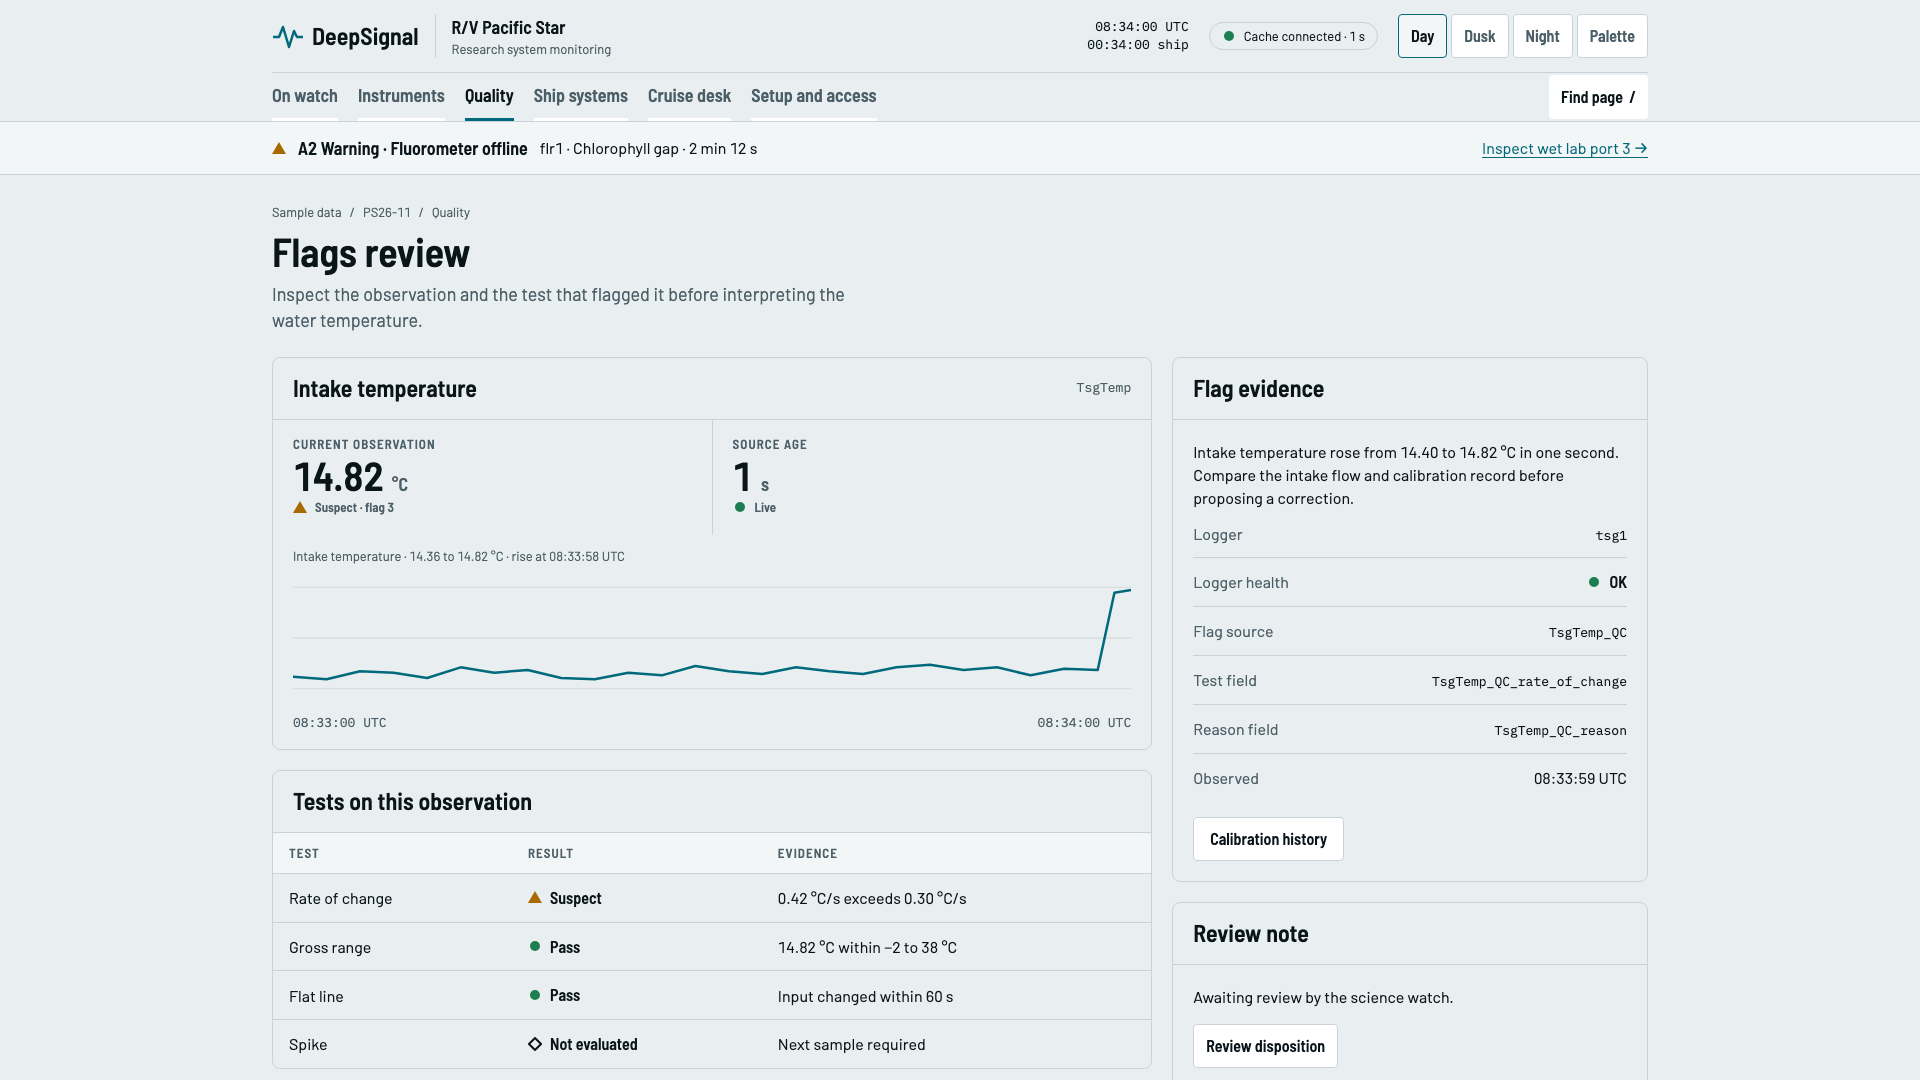 DeepSignal
R/V Pacific Star
Research system monitoring
08:34:00 UTC
00:34:00 ship
Cache connected · 1 s
Day
Dusk
Night
Palette
On watch
Instruments
Quality
Ship systems
Cruise desk
Setup and access
Find page /
A2 Warning · Fluorometer offline
flr1 · Chlorophyll gap · 2 min 12 s
Inspect wet lab port 3 →
Sample data / PS26-11 / Quality
Flags review
Inspect the observation and the test that flagged it before interpreting the
water temperature.
Intake temperature
TsgTemp
CURRENT OBSERVATION
14.82 °C
Suspect · flag 3
SOURCE AGE
1 s
Live
Intake temperature · 14.36 to 14.82 °C · rise at 08:33:58 UTC
08:33:00 UTC
08:34:00 UTC
Tests on this observation
TEST
RESULT
EVIDENCE
Rate of change
Suspect
0.42 °C/s exceeds 0.30 °C/s
Gross range
Pass
14.82 °C within −2 to 38 °C
Flat line
Pass
Input changed within 60 s
Spike
Not evaluated
Next sample required
Flag evidence
Intake temperature rose from 14.40 to 14.82 °C in one second.
Compare the intake flow and calibration record before
proposing a correction.
Logger
tsg1
Logger health
OK
Flag source
TsgTemp_QC
Test field
TsgTemp_QC_rate_of_change
Reason field
TsgTemp_QC_reason
Observed
08:33:59 UTC
Calibration history
Review note
Awaiting review by the science watch.
Review disposition